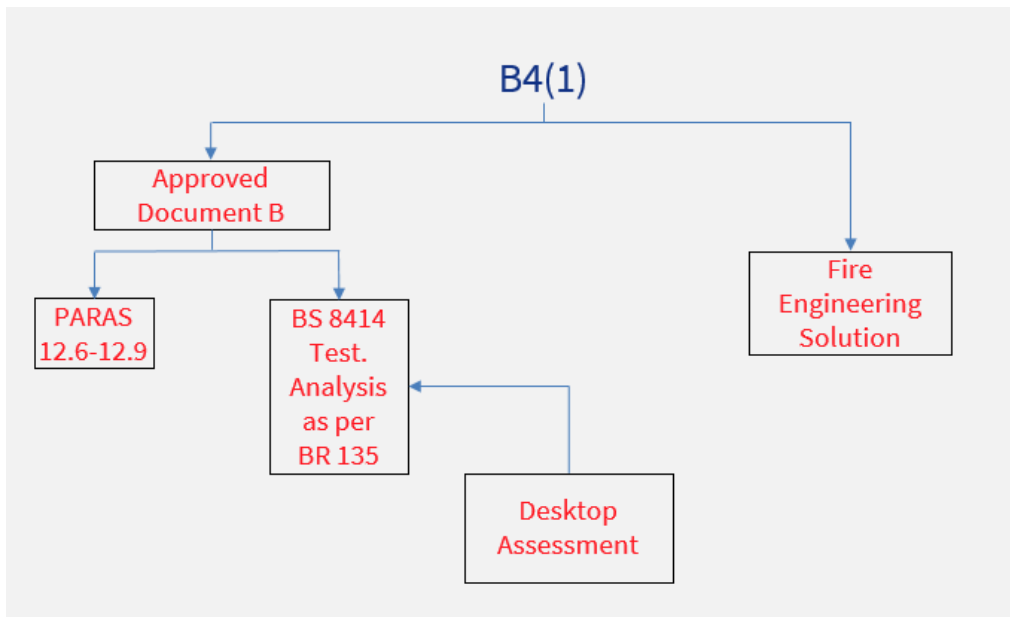 B4(1)
Approved
Document B
Fire
Engineering
Solution
PARAS
12.6-12.9
BS 8414
Test.
Analysis
as per
BR 135
Desktop
Assessment